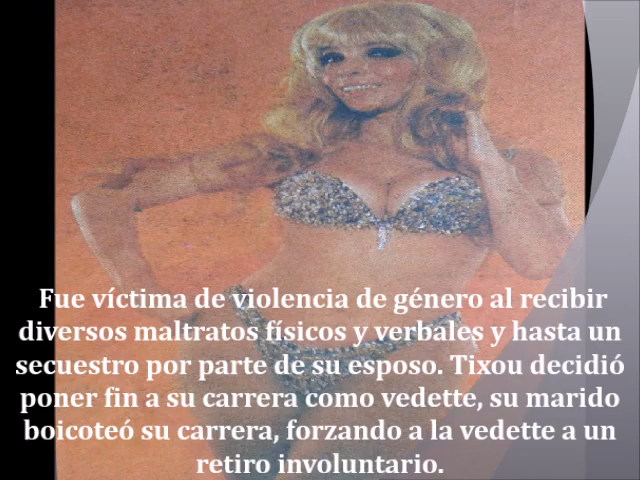 Fue víctima de violencia de género al recibir
diversos maltratos físicos y verbales y hasta un
secuestro por parte de su esposo. Tixou decidió
poner fin a su carrera como vedette, su marido
boicoteó su carrera, forzando a la vedette a un
retiro involuntario.